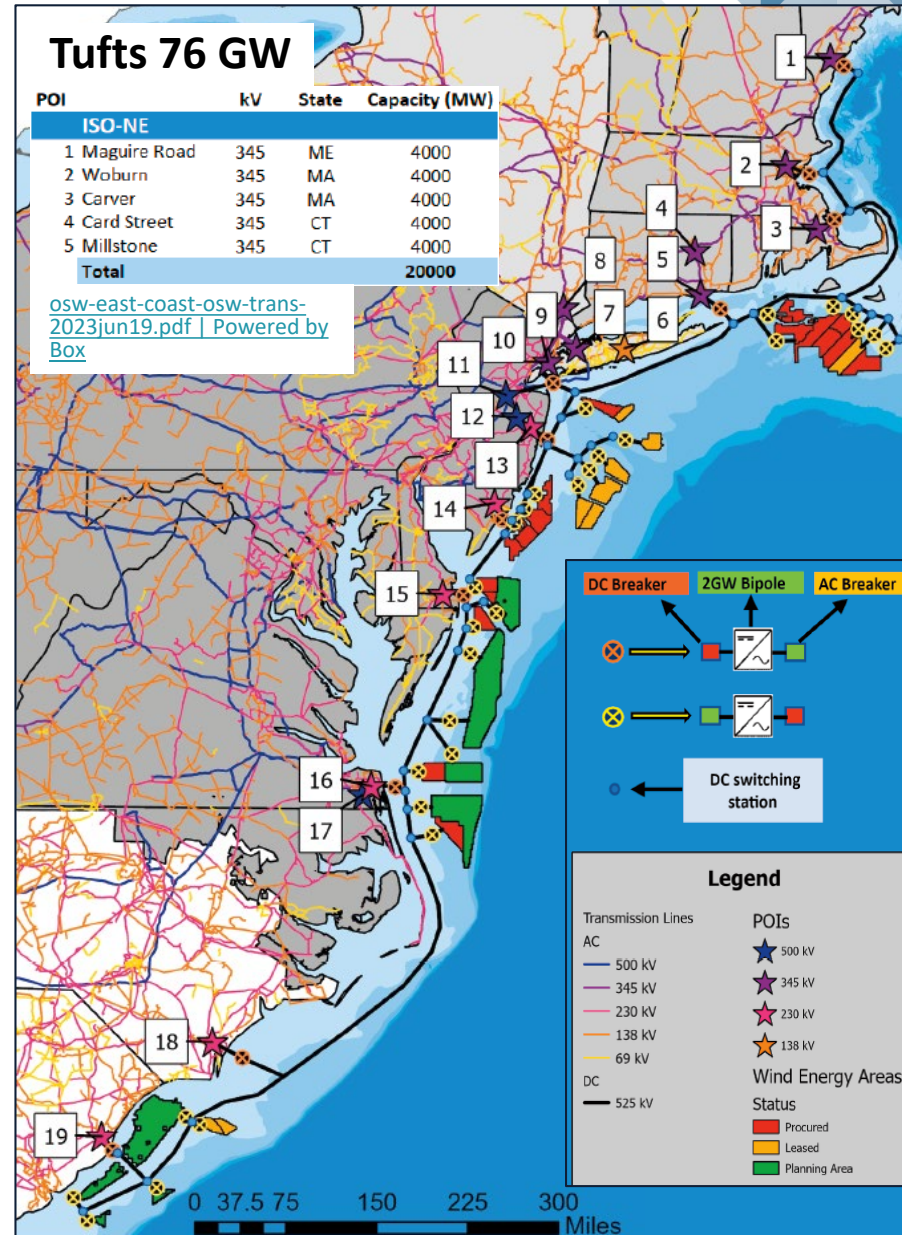 Tufts 76 GW
POI kV State Capacity (MW)
ISO-NE
1 Maguire Road 345 ME 4000
2 Woburn 345 MA 4000
3 Carver 345 MA 4000
4 Card Street 345 CT 4000
5 Millstone 345 CT 4000
Total 20000
osw-east-coast-osw-trans-
2023jun19.pdf | Powered by
Box
1
2
3
4
5
6
7
8
9
10
11
12
13
14
15
16
17
18
19
DC Breaker 2GW Bipole AC Breaker
DC switching
station
Legend
Transmission Lines
AC
500 kV
345 kV
230 kV
138 kV
69 kV
DC
525 kV
POIs
500 kV
345 kV
230 kV
138 kV
Wind Energy Areas
Status
Procured
Leased
Planning Area
0 37.5 75 150 225 300
Miles